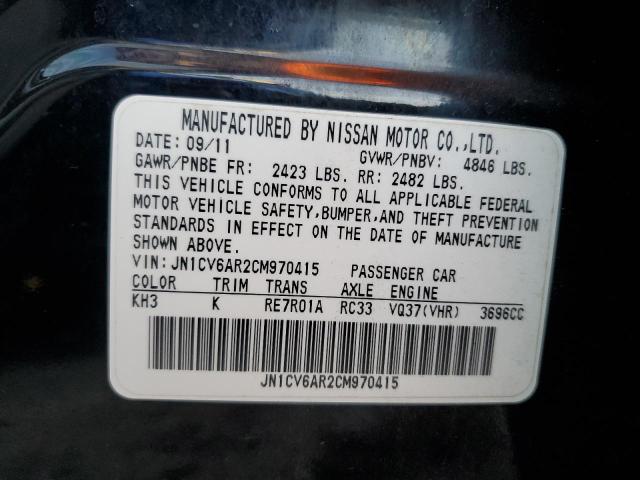 MANUFACTURED BY NISSAN MOTOR CO.,LTD.
DATE: 09/11 GVWR/PNBV: 4846 LBS.
GAWR/PNBE FR: 2423 LBS. RR: 2482 LBS.
THIS VEHICLE CONFORMS TO ALL APPLICABLE FEDERAL
MOTOR VEHICLE SAFETY,BUMPER,AND THEFT PREVENTION
STANDARDS IN EFFECT ON THE DATE OF MANUFACTURE
SHOWN ABOVE.
VIN: JN1CV6AR2CM970415 PASSENGER CAR
COLOR TRIM TRANS AXLE ENGINE
KH3 K RE7R01A RC33 VQ37(VHR) 3696CC
JN1CV6AR2CM970415